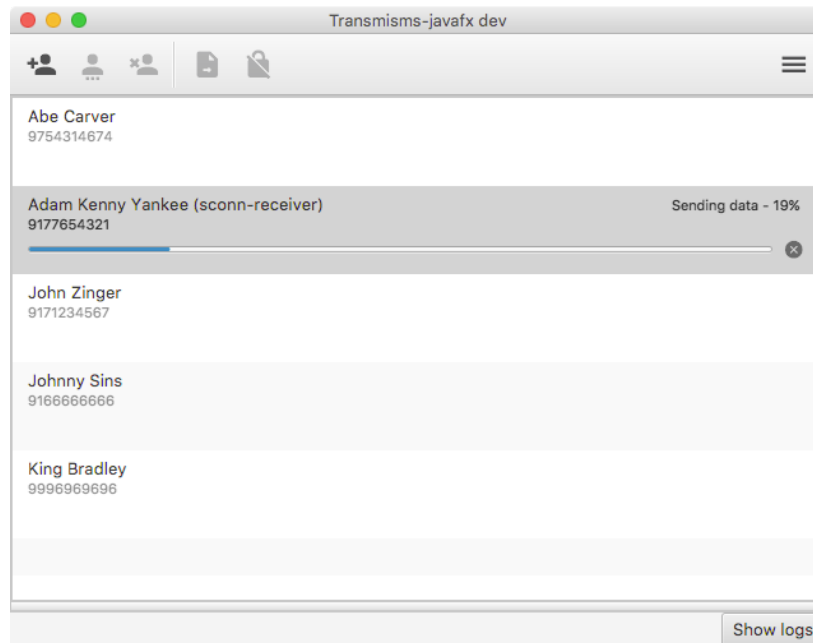 Transmisms-javafx dev
Abe Carver
9754314674
Adam Kenny Yankee (sconn-receiver)
Sending data - 19%
9177654321
John Zinger
9171234567
Johnny Sins
9166666666
King Bradley
9996969696
Show logs